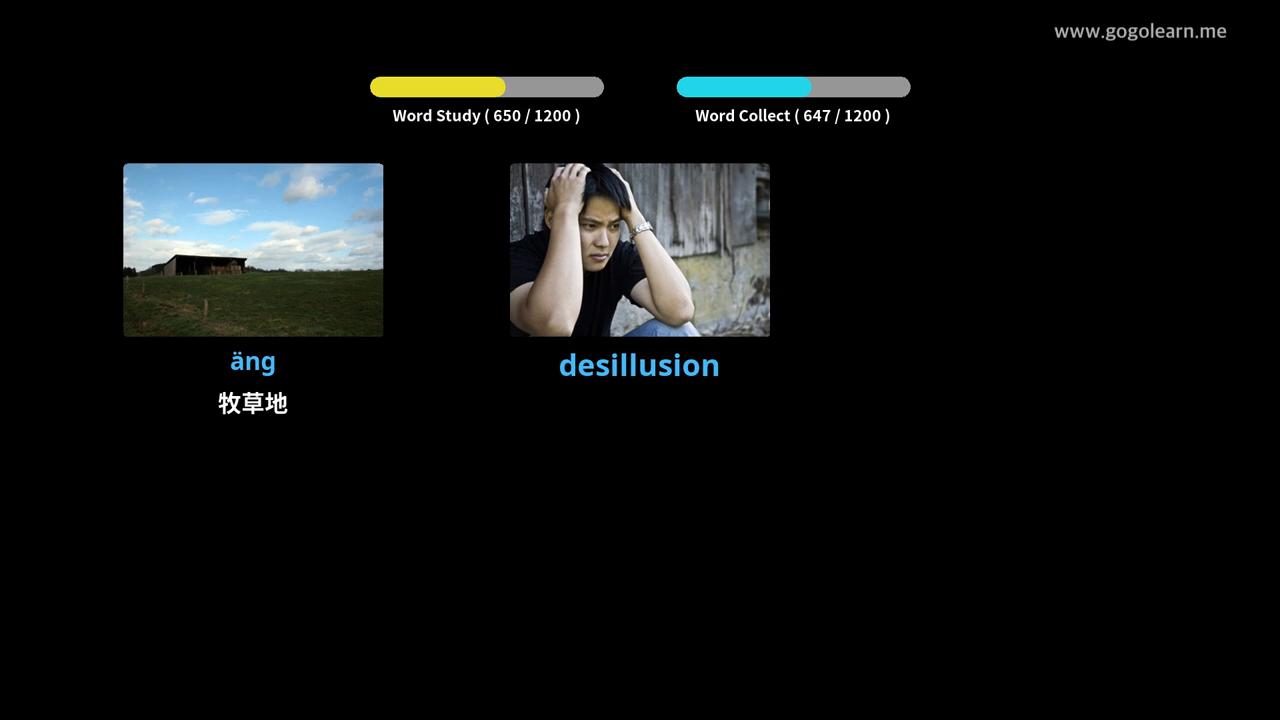 www.gogolearn.me
Word Study ( 650 / 1200 )
Word Collect ( 647 / 1200 )
äng
牧草地
desillusion